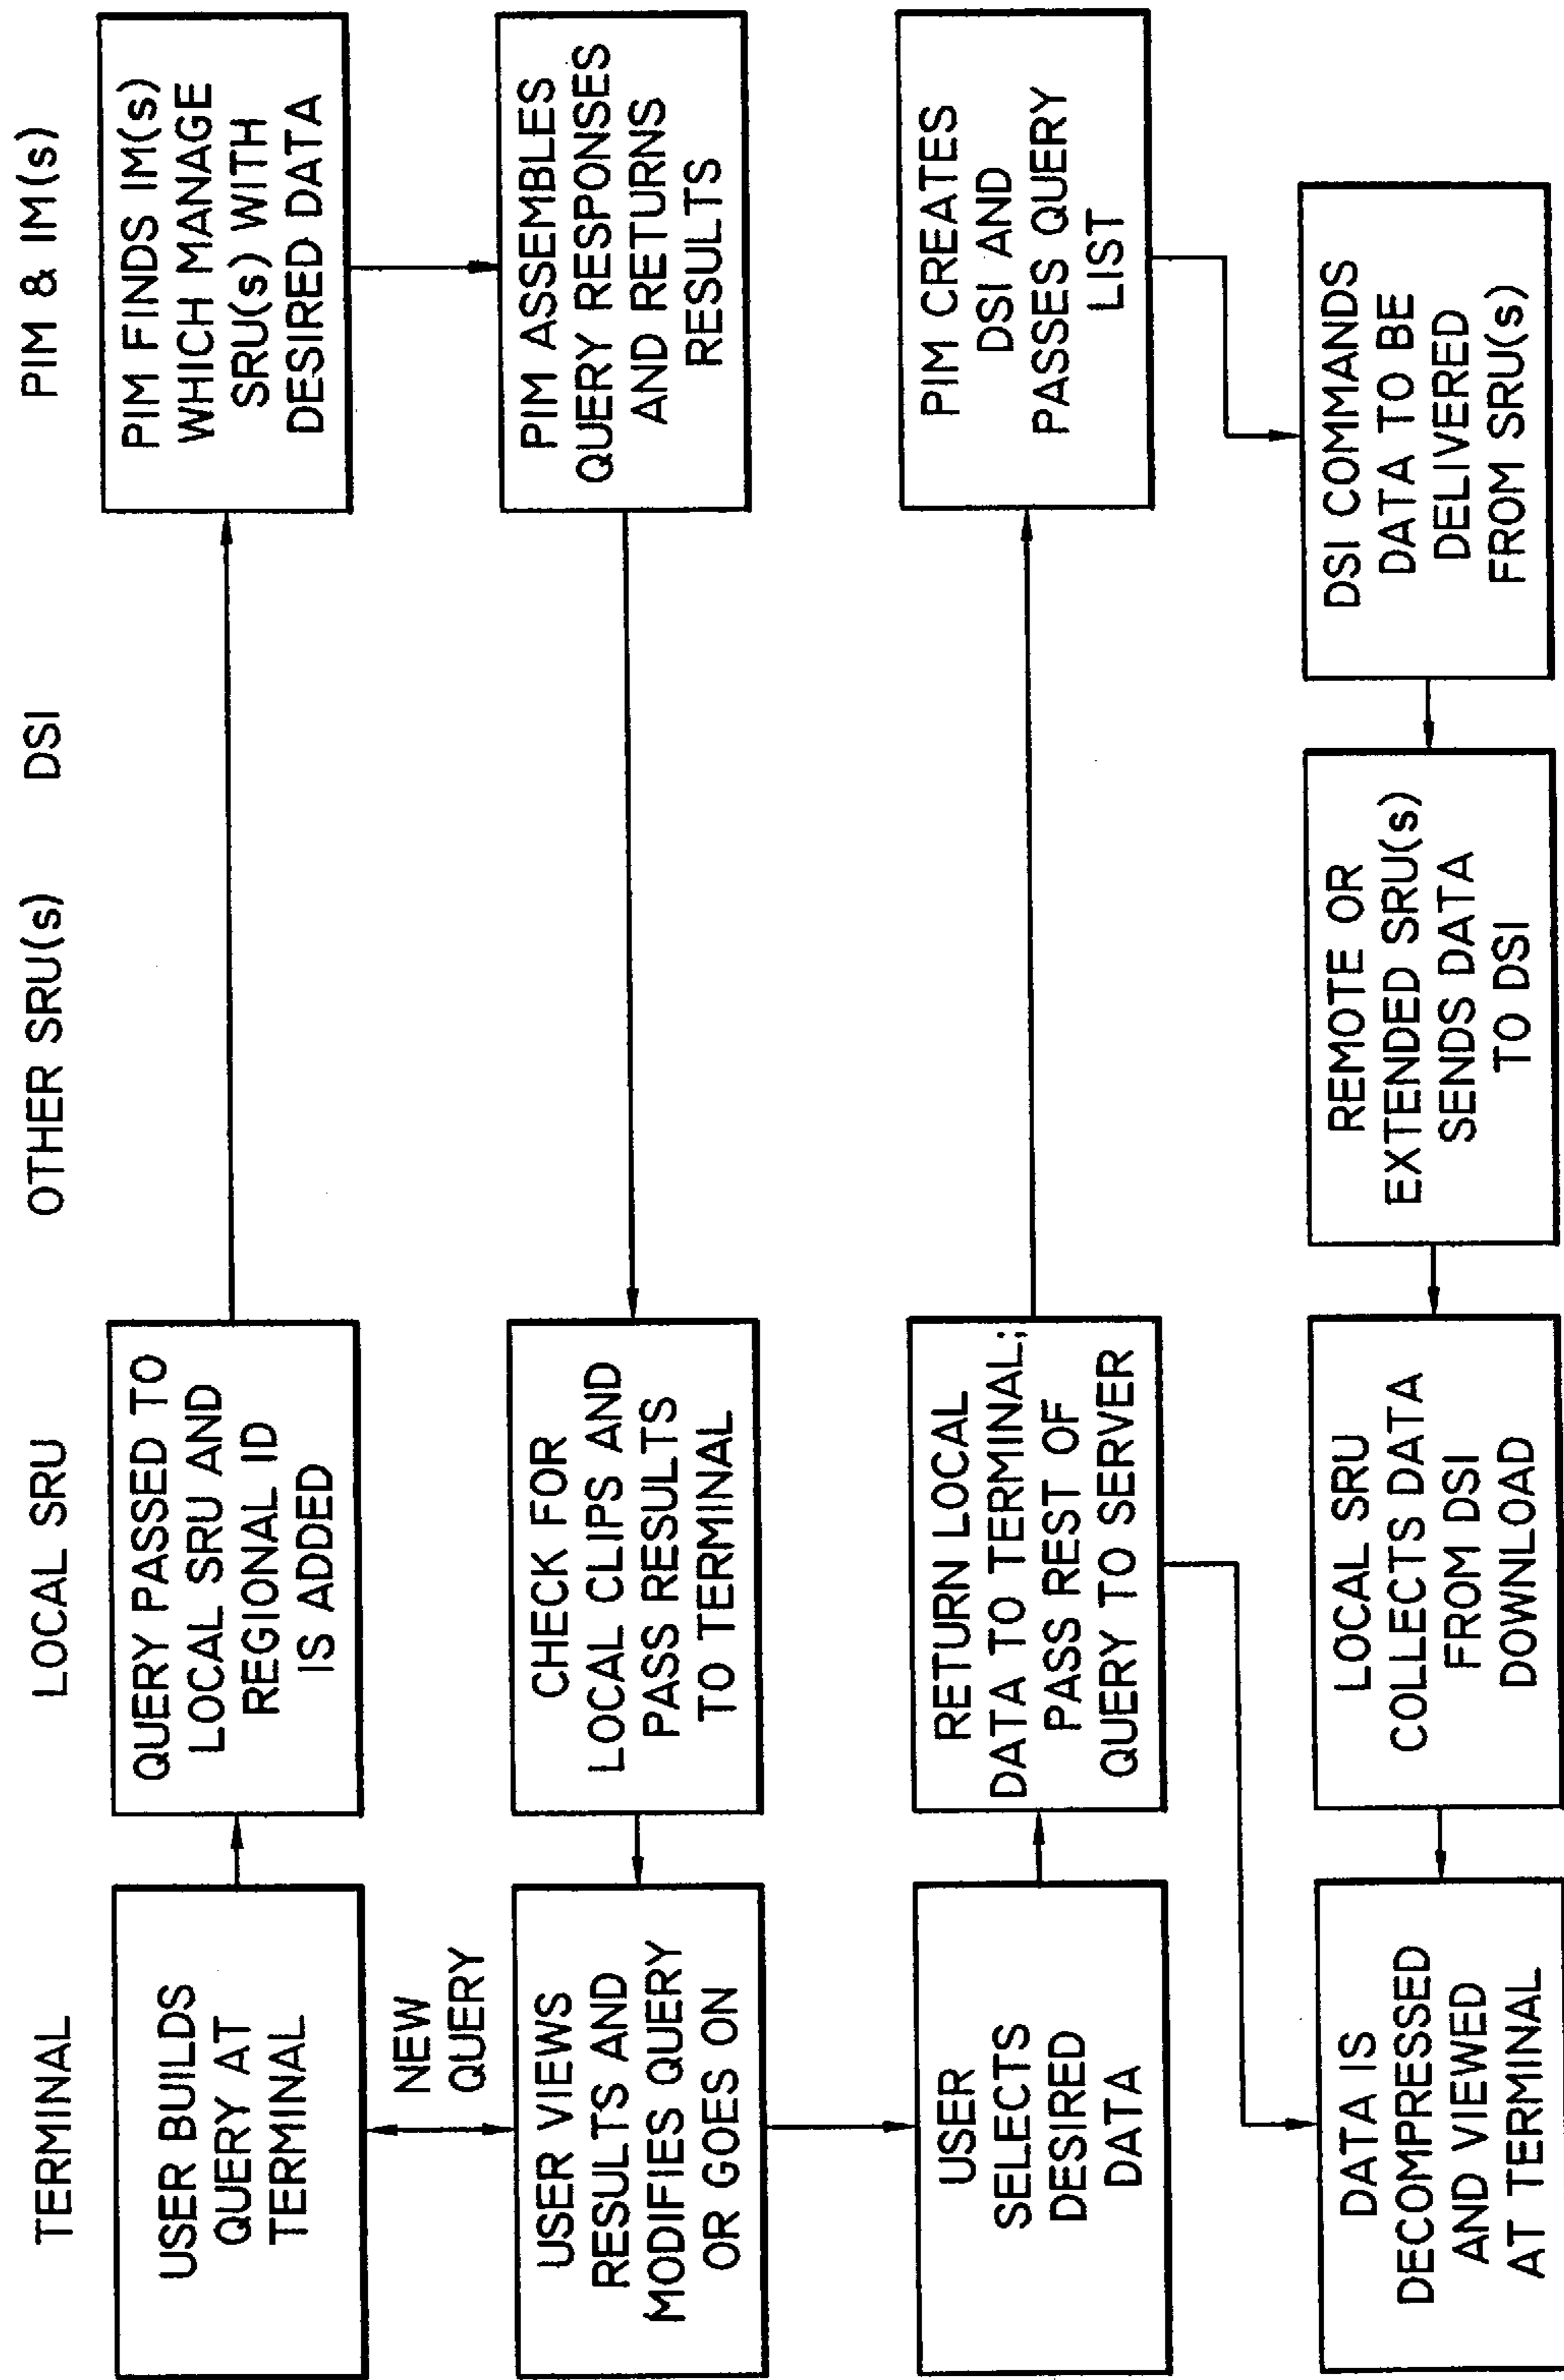 TERMINAL
LOCAL SRU
OTHER SRU(s)
DSI
PIM & IM(s)
USER BUILDS
QUERY AT
TERMINAL
QUERY PASSED TO
LOCAL SRU AND
REGIONAL ID
IS ADDED
PIM FINDS IM(s)
WHICH MANAGE
SRU(s) WITH
DESIRED DATA
NEW
QUERY
USER VIEWS
RESULTS AND
MODIFIES QUERY
OR GOES ON
CHECK FOR
LOCAL CLIPS AND
PASS RESULTS
TO TERMINAL
PIM ASSEMBLES
QUERY RESPONSES
AND RETURNS
RESULTS
USER
SELECTS
DESIRED
DATA
RETURN LOCAL
DATA TO TERMINAL;
PASS REST OF
QUERY TO SERVER
PIM CREATES
DSI AND
PASSES QUERY
LIST
DATA IS
DECOMPRESSED
AND VIEWED
AT TERMINAL
LOCAL SRU
COLLECTS DATA
FROM DSI
DOWNLOAD
REMOTE OR
EXTENDED SRU(s)
SENDS DATA
TO DSI
DSI COMMANDS
DATA TO BE
DELIVERED
FROM SRU(s)